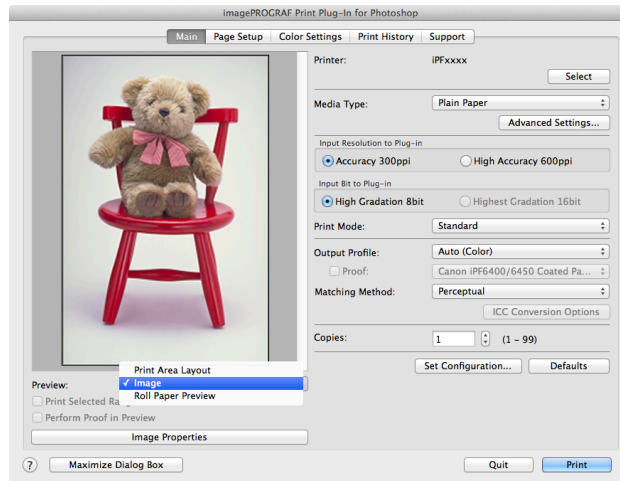 imagePROGRAF Print Plug-In for Photoshop
Main Page Setup Color Settings Print History Support
Printer: iPFxxxx
Select
Media Type: Plain Paper
Advanced Settings...
Input Resolution to Plug-in
Accuracy 300ppi High Accuracy 600ppi
Input Bit to Plug-in
High Gradation 8bit Highest Gradation 16bit
Print Mode: Standard
Output Profile: Auto (Color)
Proof: Canon iPF6400/6450 Coated Pa...
Matching Method: Perceptual
ICC Conversion Options
Copies: 1 (1 – 99)
Set Configuration... Defaults
Print Area Layout
Preview: ✓ Image
Roll Paper Preview
Print Selected Ra
Perform Proof in Preview
Image Properties
? Maximize Dialog Box Quit Print